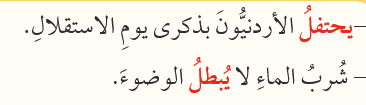 –يحتفلُ الأردنيُّونَ بذكرى يومِ الاستقلالِ.
– شُربُ الماءِ لا يُبطلُ الوضوءَ.